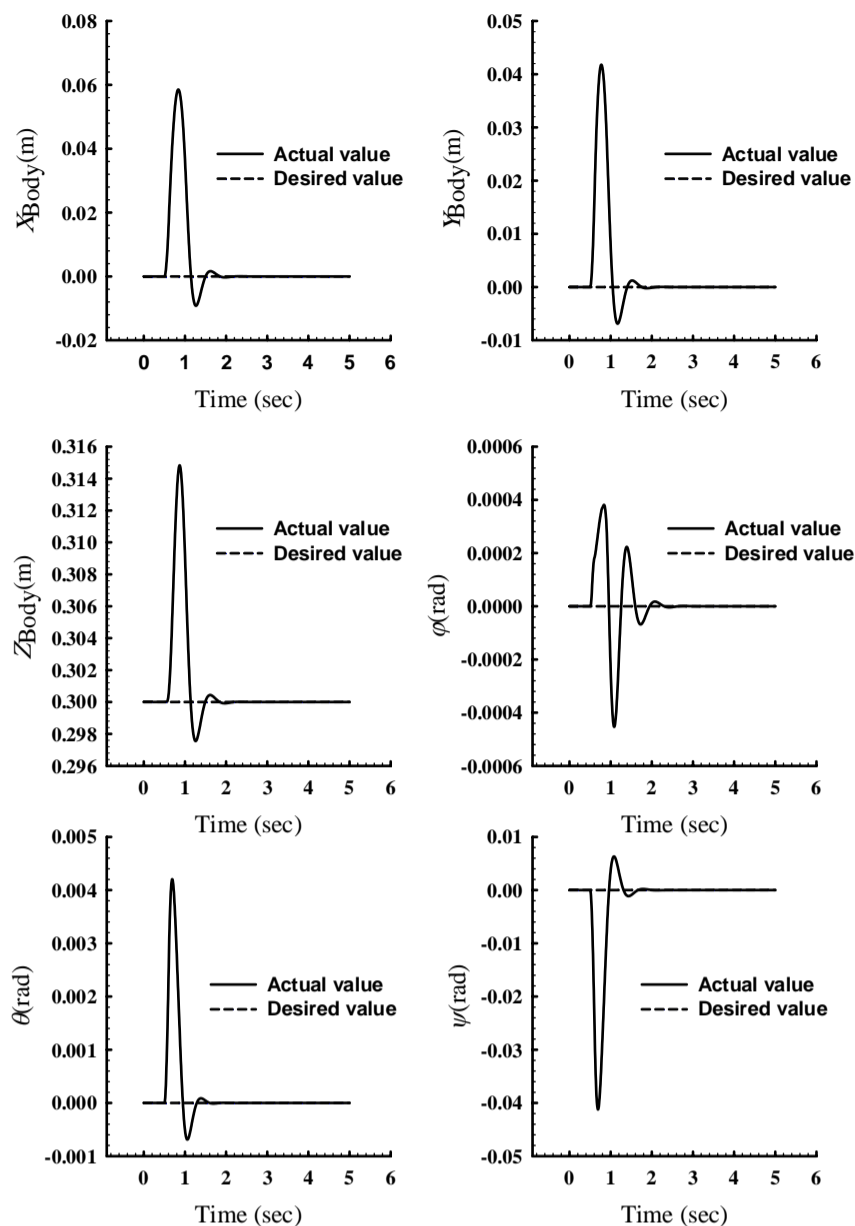 0.08
0.06
0.04
0.02
0.00
-0.02
X_Body(m)
Actual value
Desired value
0 1 2 3 4 5 6
Time (sec)
0.05
0.04
0.03
0.02
0.01
0.00
-0.01
Y_Body(m)
Actual value
Desired value
0 1 2 3 4 5 6
Time (sec)
0.316
0.314
0.312
0.310
0.308
0.306
0.304
0.302
0.300
0.298
0.296
Z_Body(m)
Actual value
Desired value
0 1 2 3 4 5 6
Time (sec)
0.0006
0.0004
0.0002
0.0000
-0.0002
-0.0004
-0.0006
φ(rad)
Actual value
Desired value
0 1 2 3 4 5 6
Time (sec)
0.005
0.004
0.003
0.002
0.001
0.000
-0.001
θ(rad)
Actual value
Desired value
0 1 2 3 4 5 6
Time (sec)
0.01
0.00
-0.01
-0.02
-0.03
-0.04
-0.05
ψ(rad)
Actual value
Desired value
0 1 2 3 4 5 6
Time (sec)